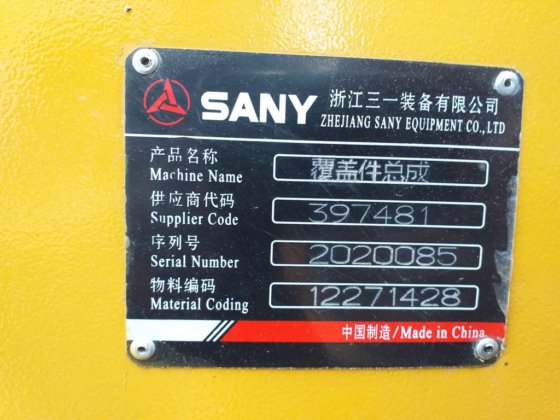 SANY 浙江三一装备有限公司
ZHEJIANG SANY EQUIPMENT CO.,LTD
产品名称
Machine Name 覆盖件总成
供应商代码
Supplier Code 397481
序列号
Serial Number 2020085
物料编码
Material Coding 12271428
中国制造/Made in China